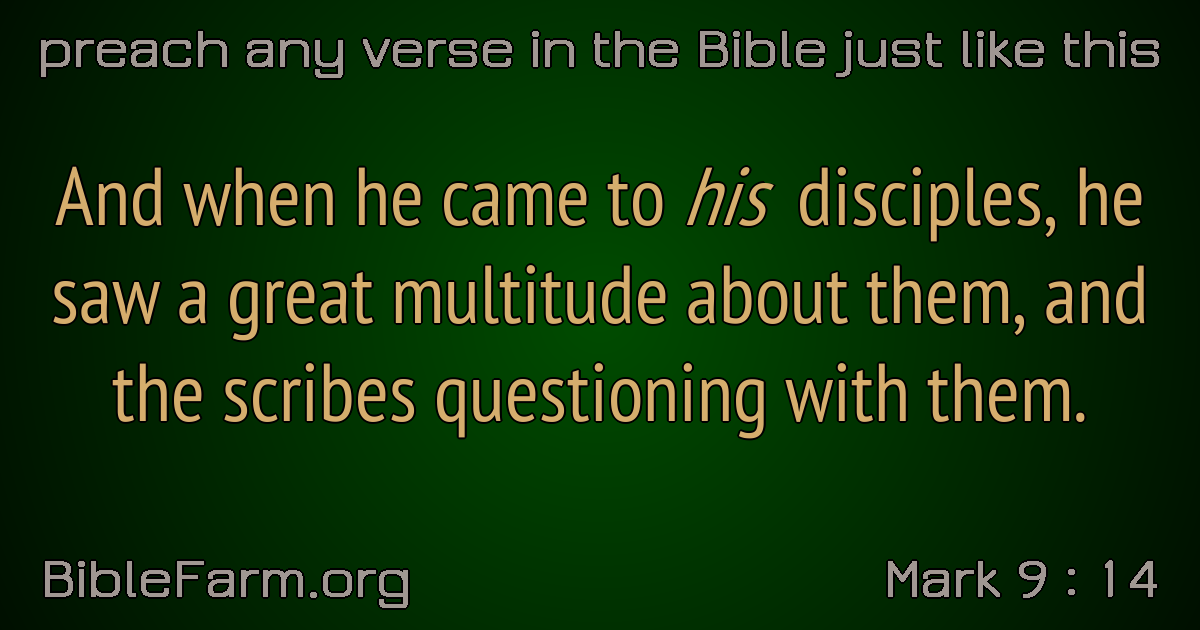 preach any verse in the Bible just like this
And when he came to his disciples, he
saw a great multitude about them, and
the scribes questioning with them.
BibleFarm.org
Mark 9 : 14